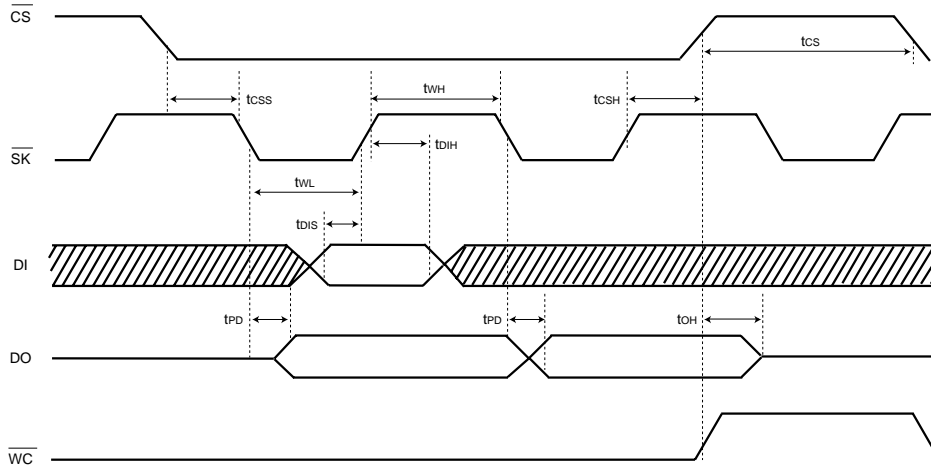 CS
tCS
tCSS
tWH
tCSH
SK
tDIH
tWL
tDIS
DI
tPD
tPD
tOH
DO
WC